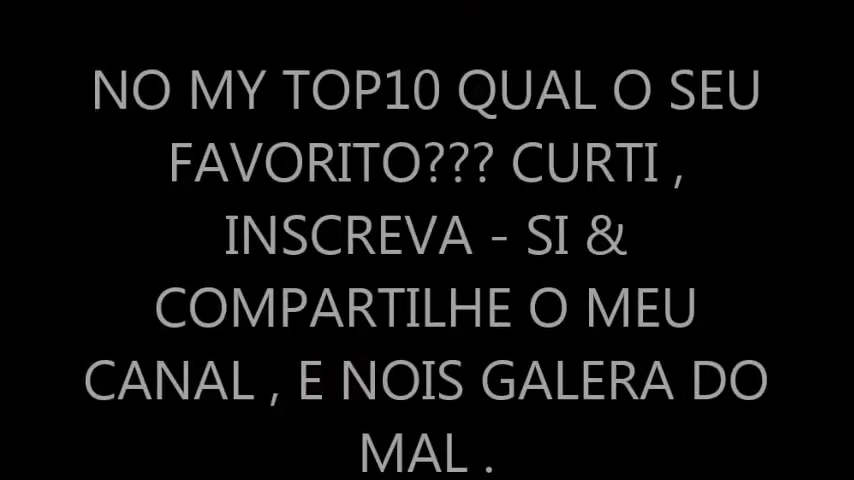 NO MY TOP10 QUAL O SEU
FAVORITO??? CURTI ,
INSCREVA - SI &
COMPARTILHE O MEU
CANAL , E NOIS GALERA DO
MAL .